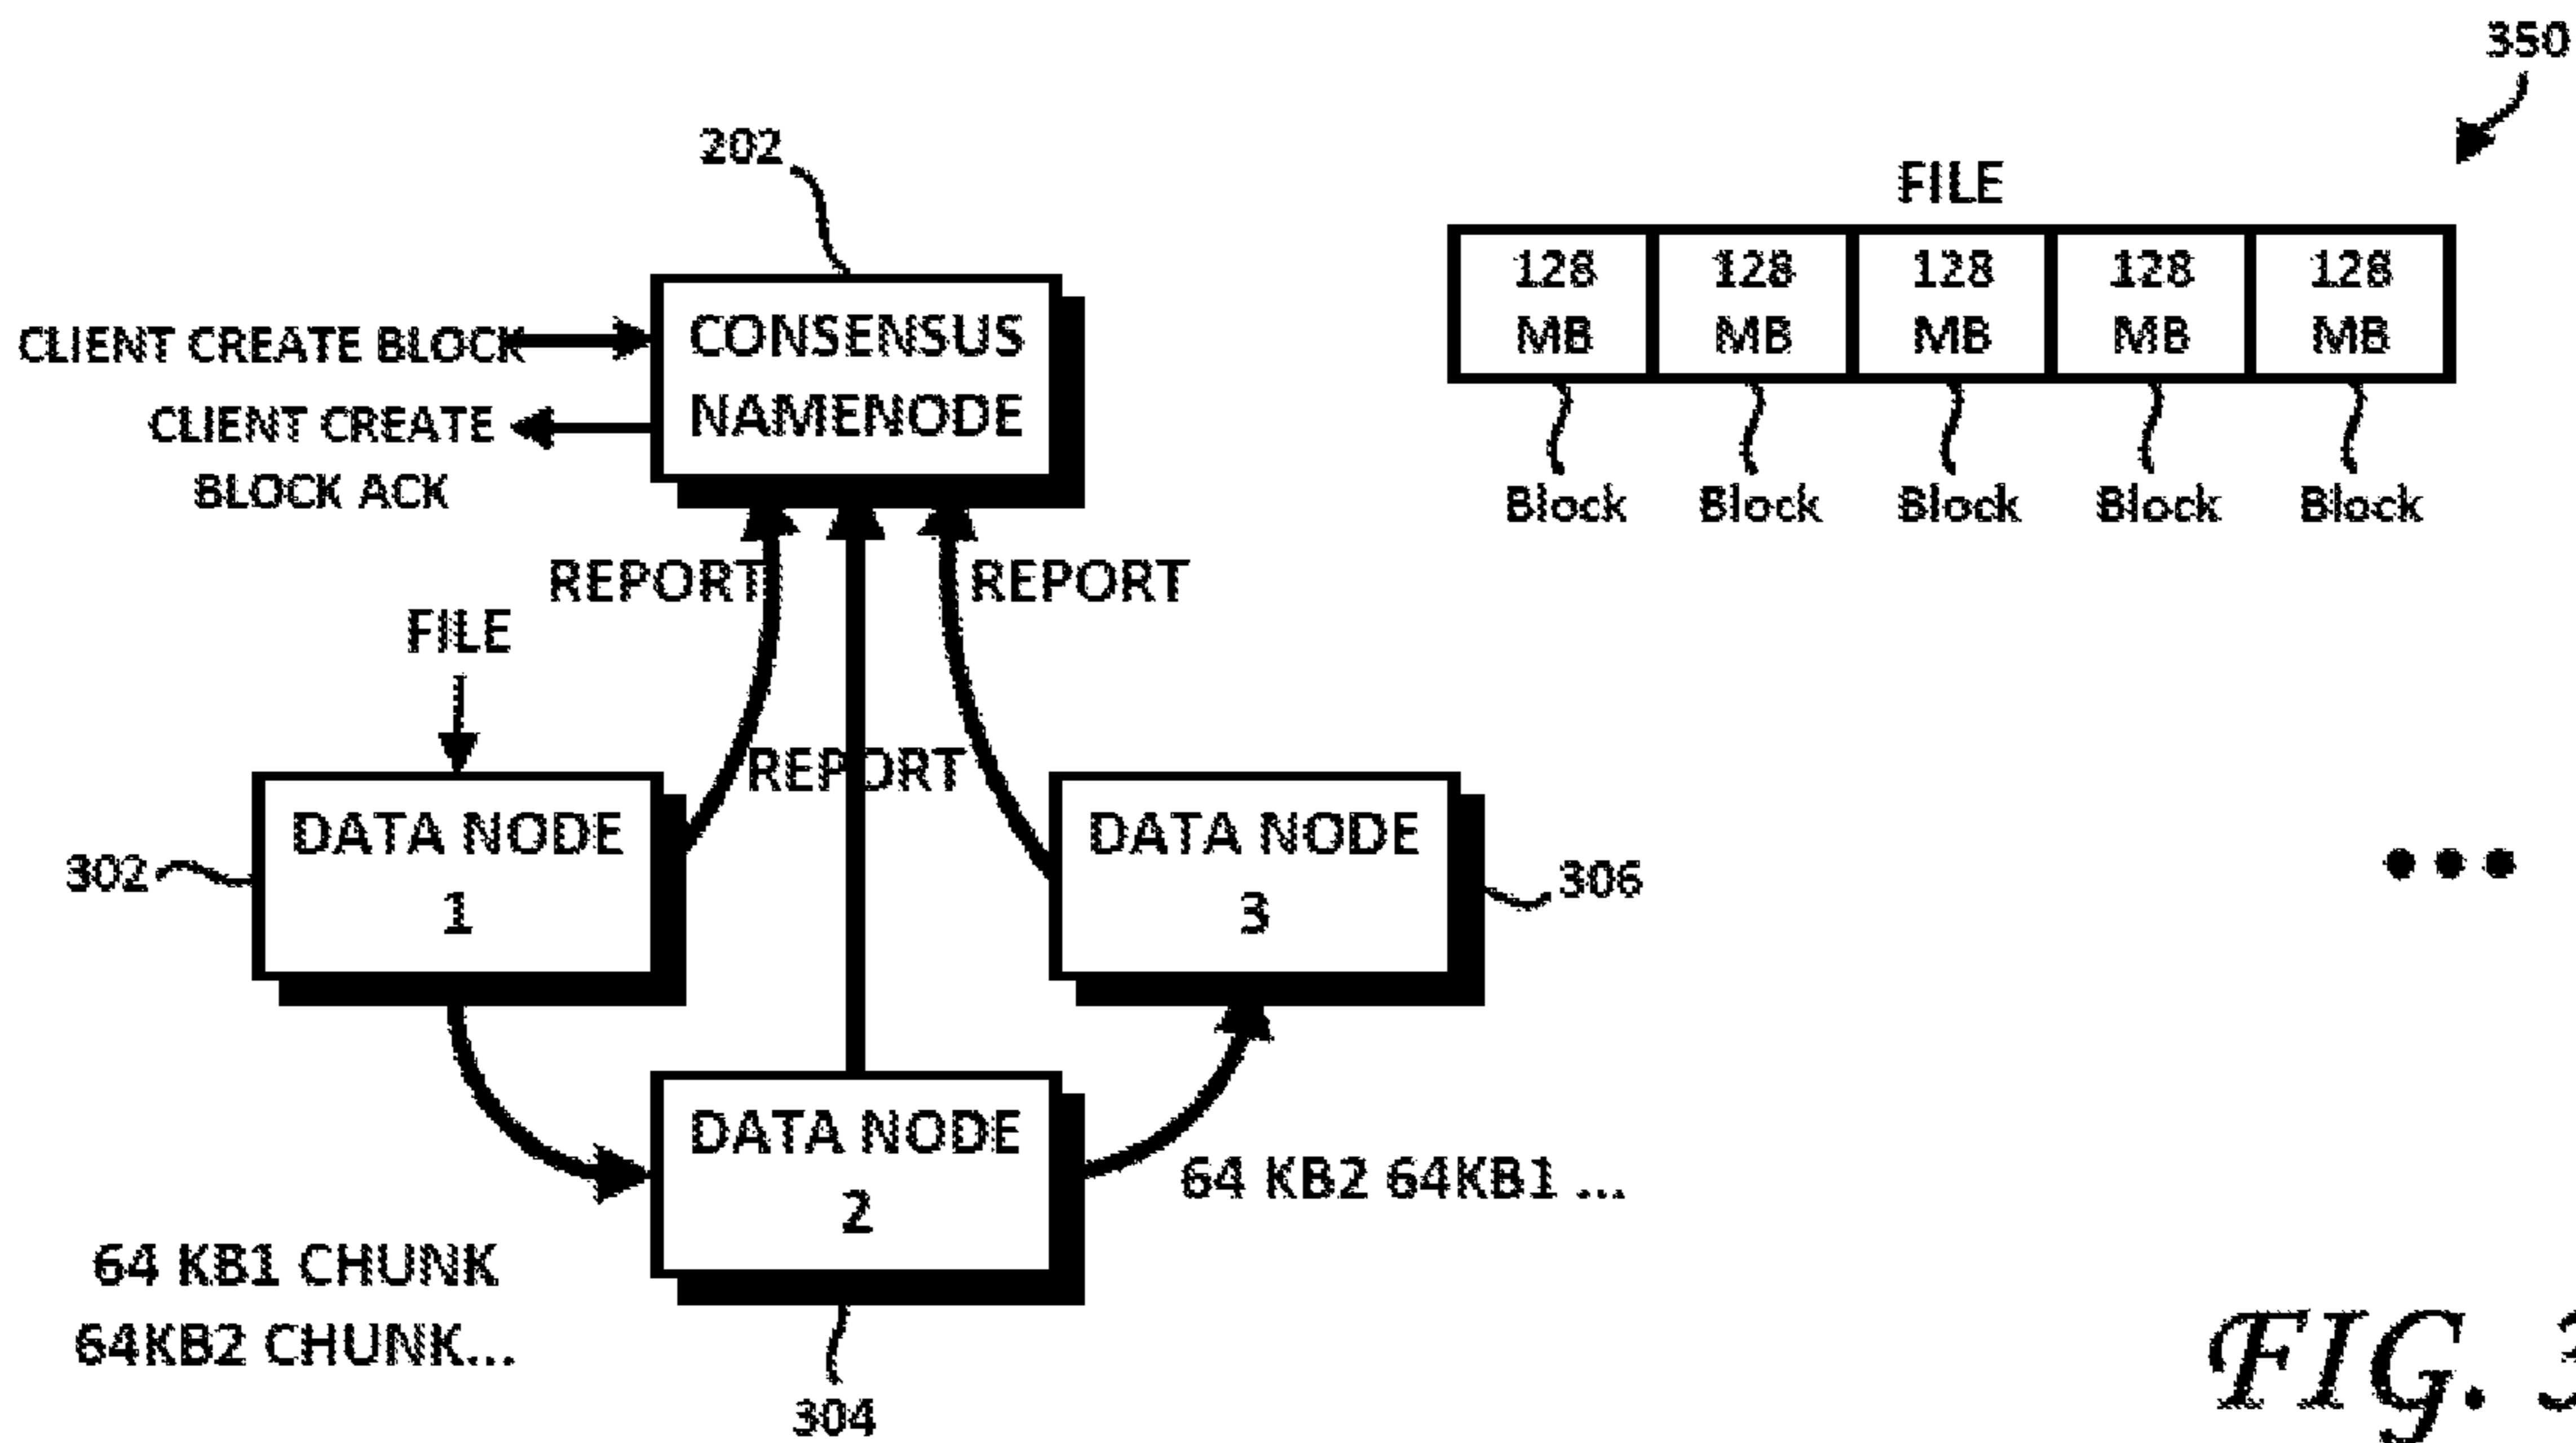 350
202
FILE
128 MB
128 MB
128 MB
128 MB
128 MB
Block
Block
Block
Block
Block
CLIENT CREATE BLOCK
CONSENSUS
NAMENODE
CLIENT CREATE
BLOCK ACK
REPORT
REPORT
FILE
REPORT
DATA NODE
1
302
DATA NODE
3
306
•••
DATA NODE
2
64 KB2 64KB1 ...
64 KB1 CHUNK
64KB2 CHUNK...
304
FIG.